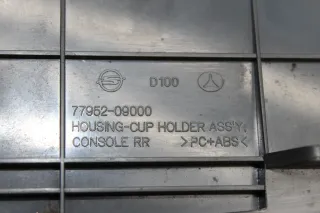 D100
77952-09000
HOUSING-CUP HOLDER ASS'Y,
CONSOLE RR >PC+ABS<